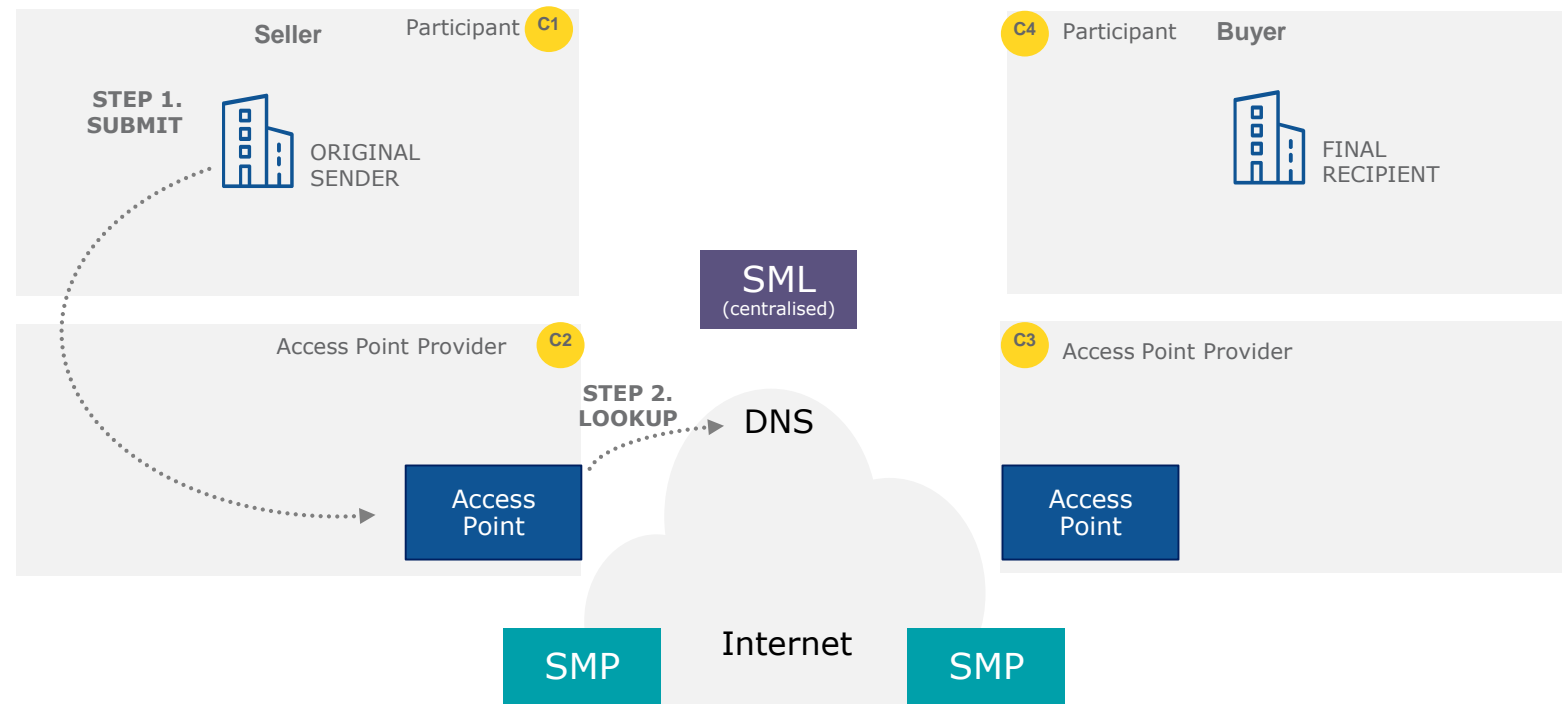 Seller
Participant
C1
STEP 1.
SUBMIT
ORIGINAL
SENDER
C4
Participant
Buyer
FINAL
RECIPIENT
SML
(centralised)
Access Point Provider
C2
STEP 2.
LOOKUP
DNS
Access
Point
C3
Access Point Provider
Access
Point
SMP
Internet
SMP